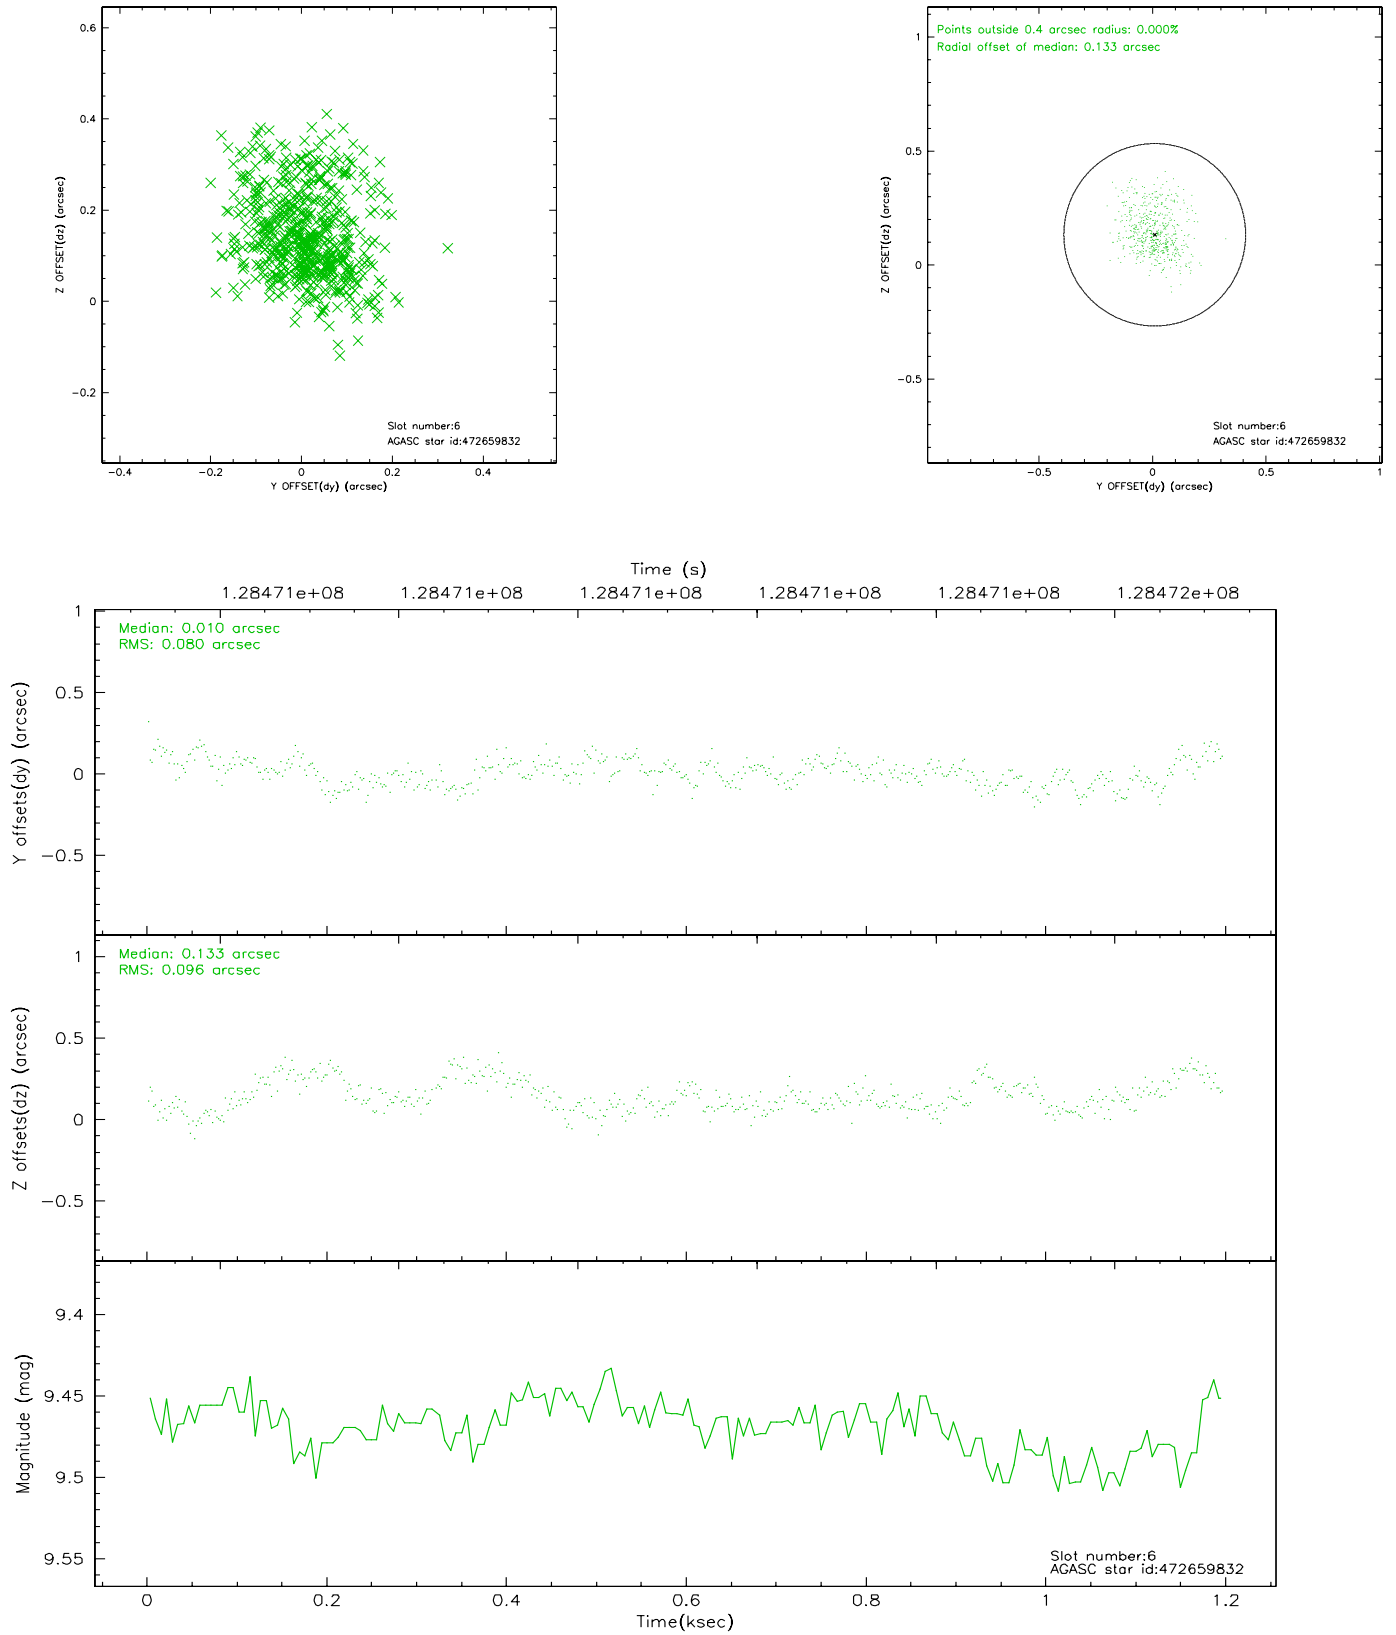 0.6
0.4
0.2
0
−0.2
Z OFFSET(dz) (arcsec)
Slot number:6
AGASC star id:472659832
−0.4 −0.2 0 0.2 0.4
Y OFFSET(dy) (arcsec)
Points outside 0.4 arcsec radius: 0.000%
Radial offset of median: 0.133 arcsec
1
0.5
0
−0.5
Z OFFSET(dz) (arcsec)
Slot number:6
AGASC star id:472659832
−0.5 0 0.5 1
Y OFFSET(dy) (arcsec)
Time (s)
1.28471e+08 1.28471e+08 1.28471e+08 1.28471e+08 1.28471e+08 1.28472e+08
Median: 0.010 arcsec
RMS: 0.080 arcsec
1
0.5
0
−0.5
Y offsets(dy) (arcsec)
Median: 0.133 arcsec
RMS: 0.096 arcsec
1
0.5
0
−0.5
Z offsets(dz) (arcsec)
9.4
9.45
9.5
9.55
Magnitude (mag)
Slot number:6
AGASC star id:472659832
0 0.2 0.4 0.6 0.8 1 1.2
Time(ksec)